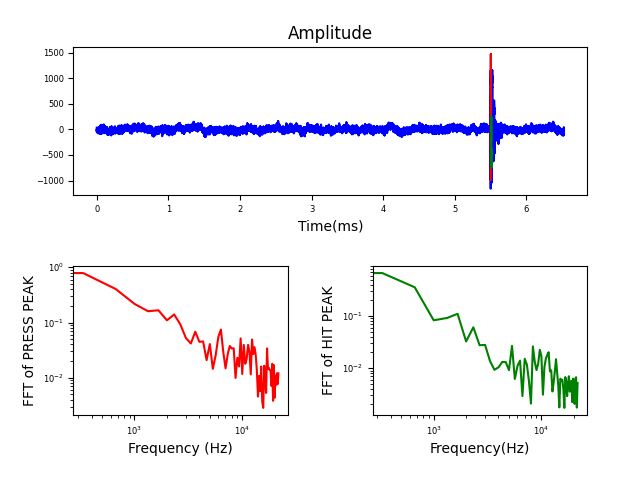 Amplitude
1500
1000
500
0
−500
−1000
0 1 2 3 4 5 6
Time(ms)
FFT of PRESS PEAK
10⁰
10⁻¹
10⁻²
10³ 10⁴
Frequency (Hz)
FFT of HIT PEAK
10⁻¹
10⁻²
10³ 10⁴
Frequency(Hz)